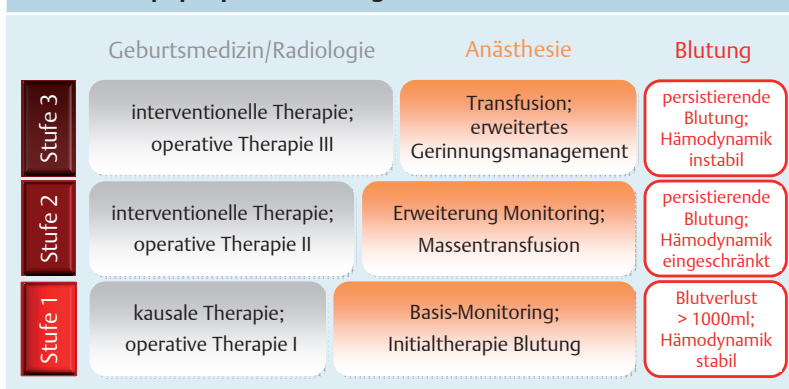 Geburtsmedizin/Radiologie
Anästhesie
Blutung
Stufe 3
interventionelle Therapie;
operative Therapie III
Transfusion;
erweitertes
Gerinnungsmanagement
persistierende
Blutung;
Hämodynamik
instabil
Stufe 2
interventionelle Therapie;
operative Therapie II
Erweiterung Monitoring;
Massentransfusion
persistierende
Blutung;
Hämodynamik
eingeschränkt
Stufe 1
kausale Therapie;
operative Therapie I
Basis-Monitoring;
Initialtherapie Blutung
Blutverlust
> 1000ml;
Hämodynamik
stabil